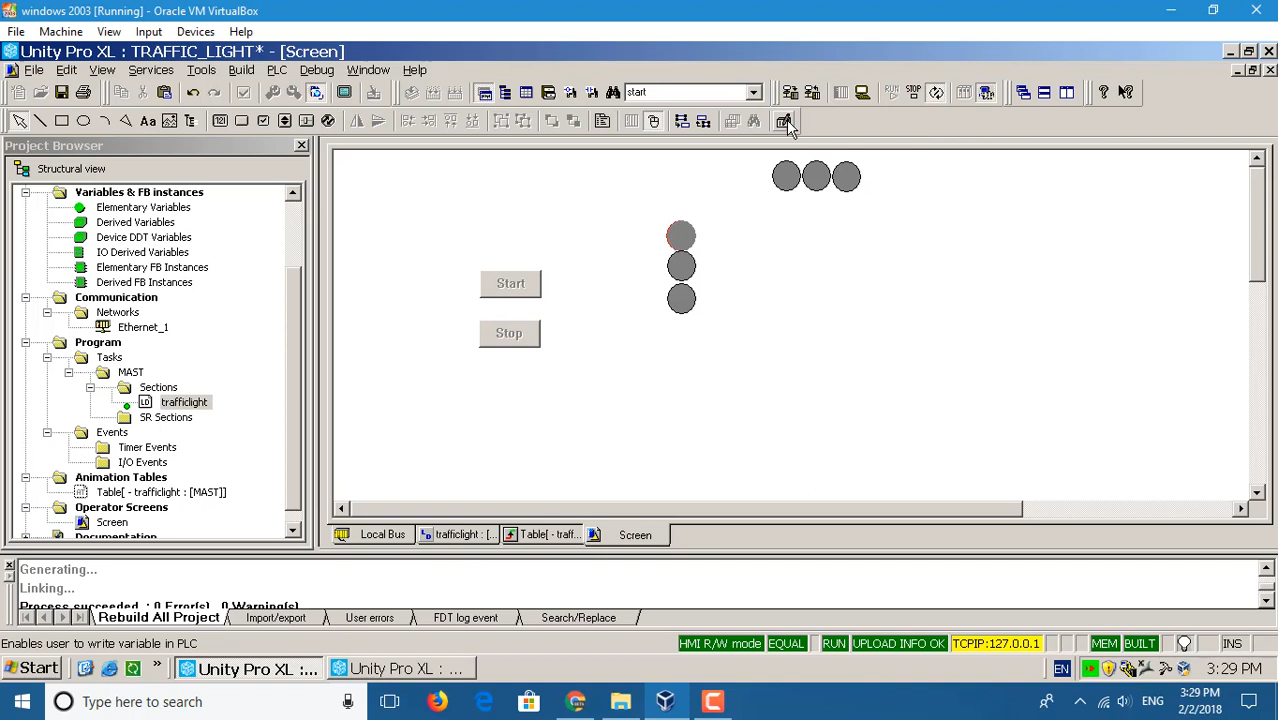 windows 2003 [Running] - Oracle VM VirtualBox
File Machine View Input Devices Help
Unity Pro XL : TRAFFIC_LIGHT* - [Screen]
File Edit View Services Tools Build PLC Debug Window Help
start
Aa
Project Browser
Structural view
Variables & FB instances
Elementary Variables
Derived Variables
Device DDT Variables
IO Derived Variables
Elementary FB Instances
Derived FB Instances
Communication
Networks
Ethernet_1
Program
Tasks
MAST
Sections
trafficlight
SR Sections
Events
Timer Events
I/O Events
Animation Tables
Table[ - trafficlight : [MAST]]
Operator Screens
Screen
Documentation
Start
Stop
Local Bus trafficlight : [... Table[ - traff... Screen
Generating...
Linking...
Process succeeded : 0 Error(s), 0 Warning(s)
Rebuild All Project Import/export User errors FDT log event Search/Replace
Enables user to write variable in PLC HMI R/W mode EQUAL RUN UPLOAD INFO OK TCPIP:127.0.0.1 MEM BUILT INS
Start » Unity Pro XL :... Unity Pro XL : ... EN 3:29 PM
Type here to search ENG 3:29 PM
2/2/2018